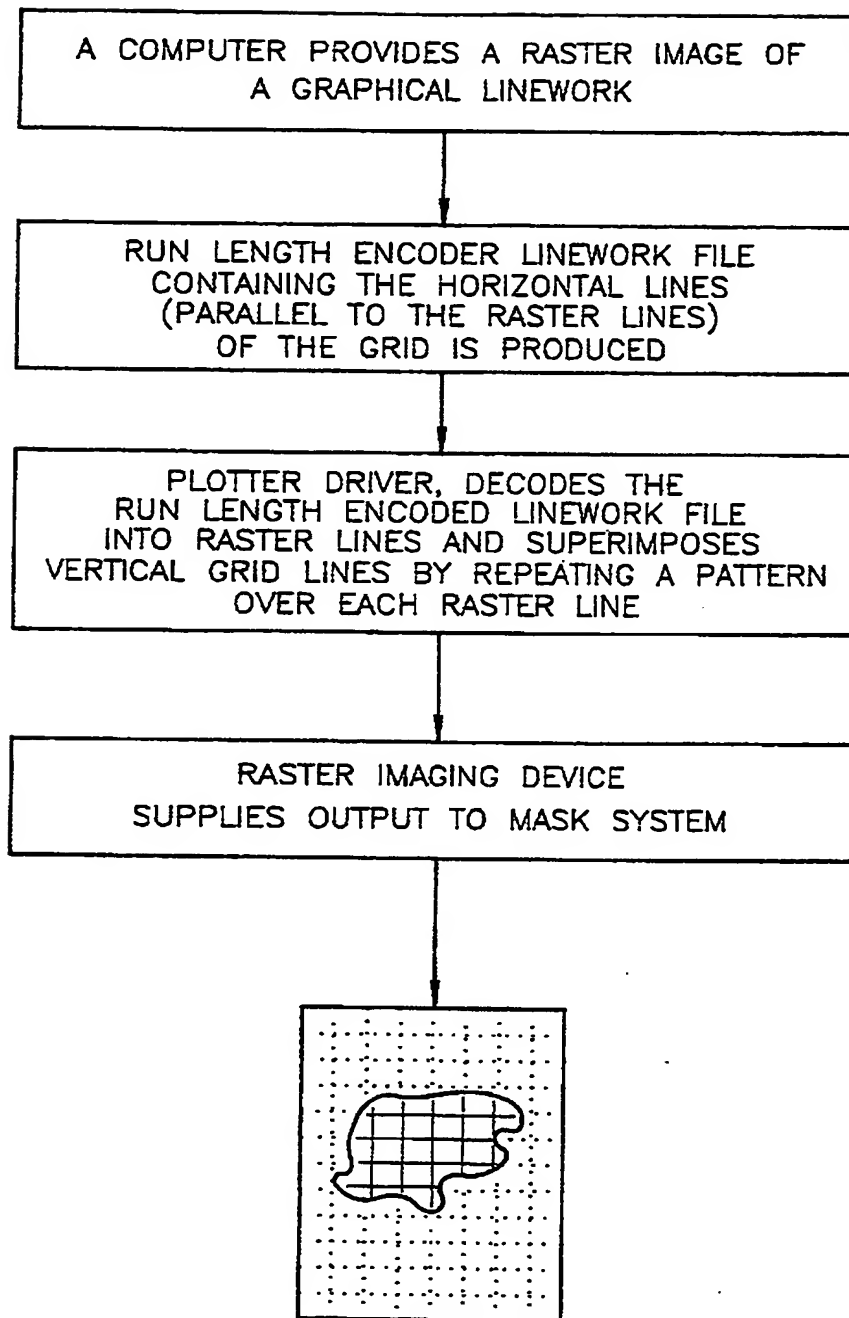 A COMPUTER PROVIDES A RASTER IMAGE OF
A GRAPHICAL LINEWORK
RUN LENGTH ENCODER LINEWORK FILE
CONTAINING THE HORIZONTAL LINES
(PARALLEL TO THE RASTER LINES)
OF THE GRID IS PRODUCED
PLOTTER DRIVER, DECODES THE
RUN LENGTH ENCODED LINEWORK FILE
INTO RASTER LINES AND SUPERIMPOSES
VERTICAL GRID LINES BY REPEATING A PATTERN
OVER EACH RASTER LINE
RASTER IMAGING DEVICE
SUPPLIES OUTPUT TO MASK SYSTEM